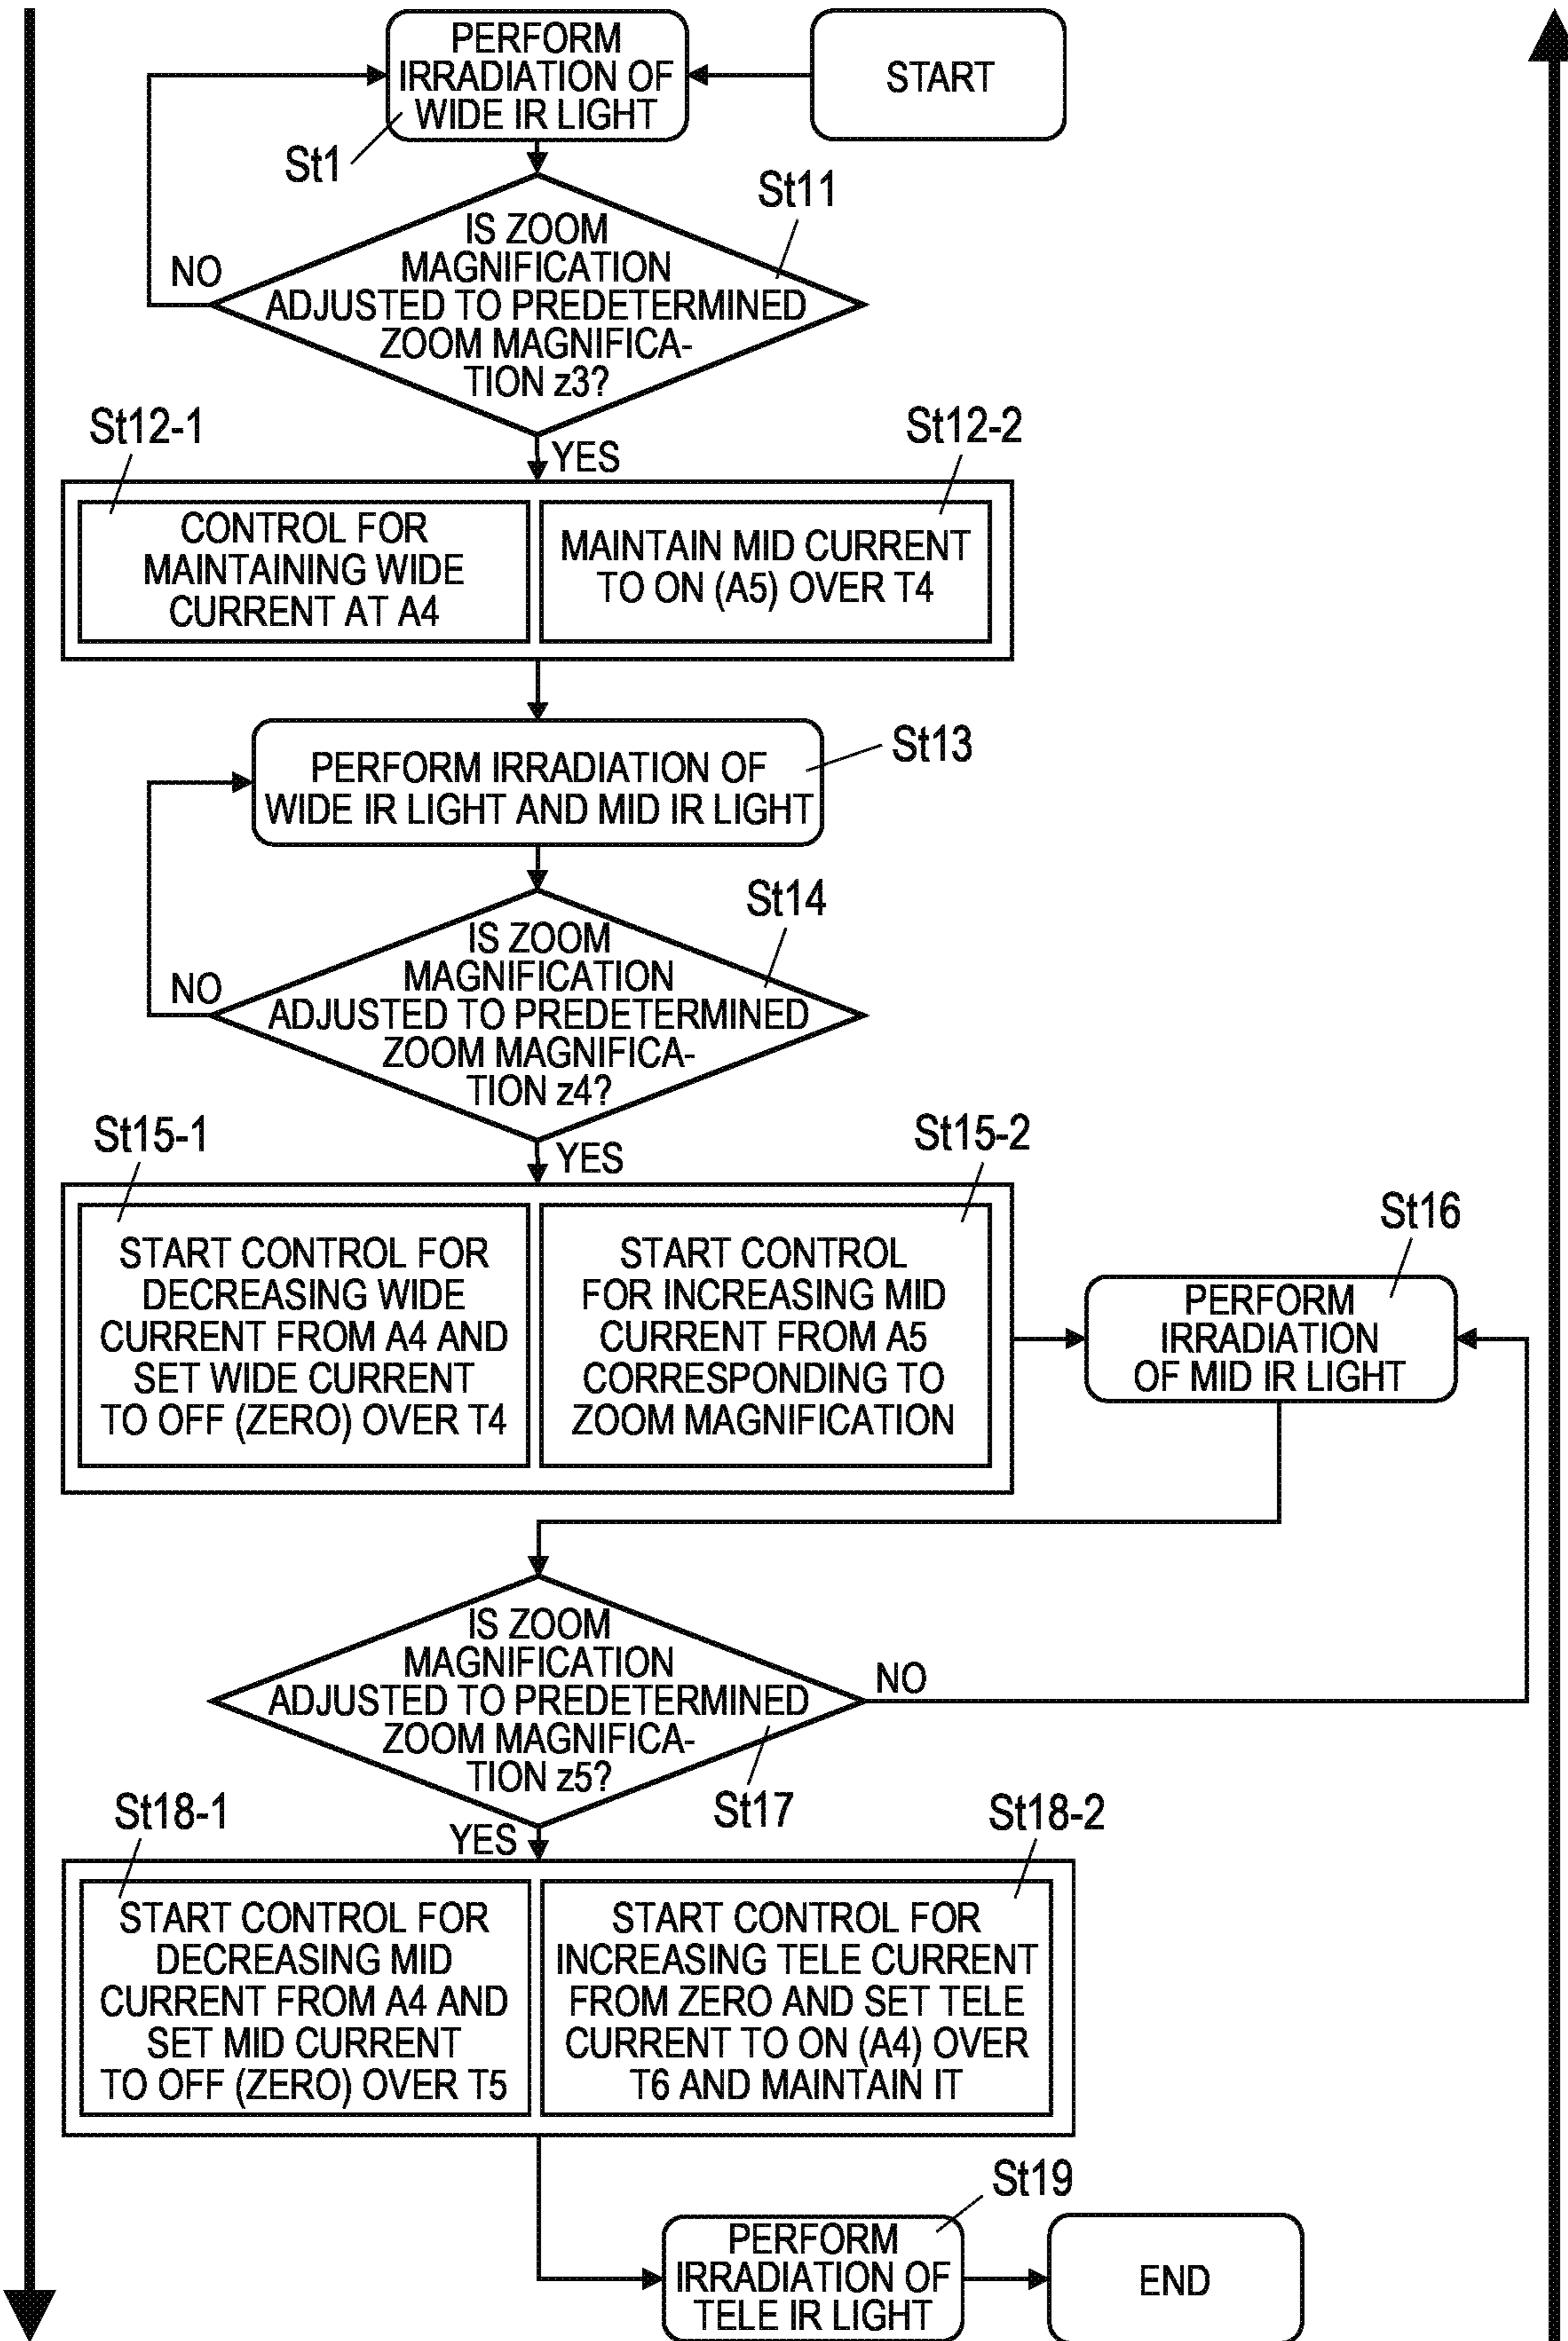 PERFORM
IRRADIATION OF
WIDE IR LIGHT
START
St1
St11
IS ZOOM
MAGNIFICATION
ADJUSTED TO PREDETERMINED
ZOOM MAGNIFICA-
TION z3?
NO
YES
St12-1
St12-2
CONTROL FOR
MAINTAINING WIDE
CURRENT AT A4
MAINTAIN MID CURRENT
TO ON (A5) OVER T4
St13
PERFORM IRRADIATION OF
WIDE IR LIGHT AND MID IR LIGHT
St14
IS ZOOM
MAGNIFICATION
ADJUSTED TO PREDETERMINED
ZOOM MAGNIFICA-
TION z4?
NO
YES
St15-1
St15-2
START CONTROL FOR
DECREASING WIDE
CURRENT FROM A4 AND
SET WIDE CURRENT
TO OFF (ZERO) OVER T4
START CONTROL
FOR INCREASING MID
CURRENT FROM A5
CORRESPONDING TO
ZOOM MAGNIFICATION
St16
PERFORM
IRRADIATION
OF MID IR LIGHT
IS ZOOM
MAGNIFICATION
ADJUSTED TO PREDETERMINED
ZOOM MAGNIFICA-
TION z5?
NO
St17
YES
St18-1
St18-2
START CONTROL FOR
DECREASING MID
CURRENT FROM A4 AND
SET MID CURRENT
TO OFF (ZERO) OVER T5
START CONTROL FOR
INCREASING TELE CURRENT
FROM ZERO AND SET TELE
CURRENT TO ON (A4) OVER
T6 AND MAINTAIN IT
St19
PERFORM
IRRADIATION OF
TELE IR LIGHT
END